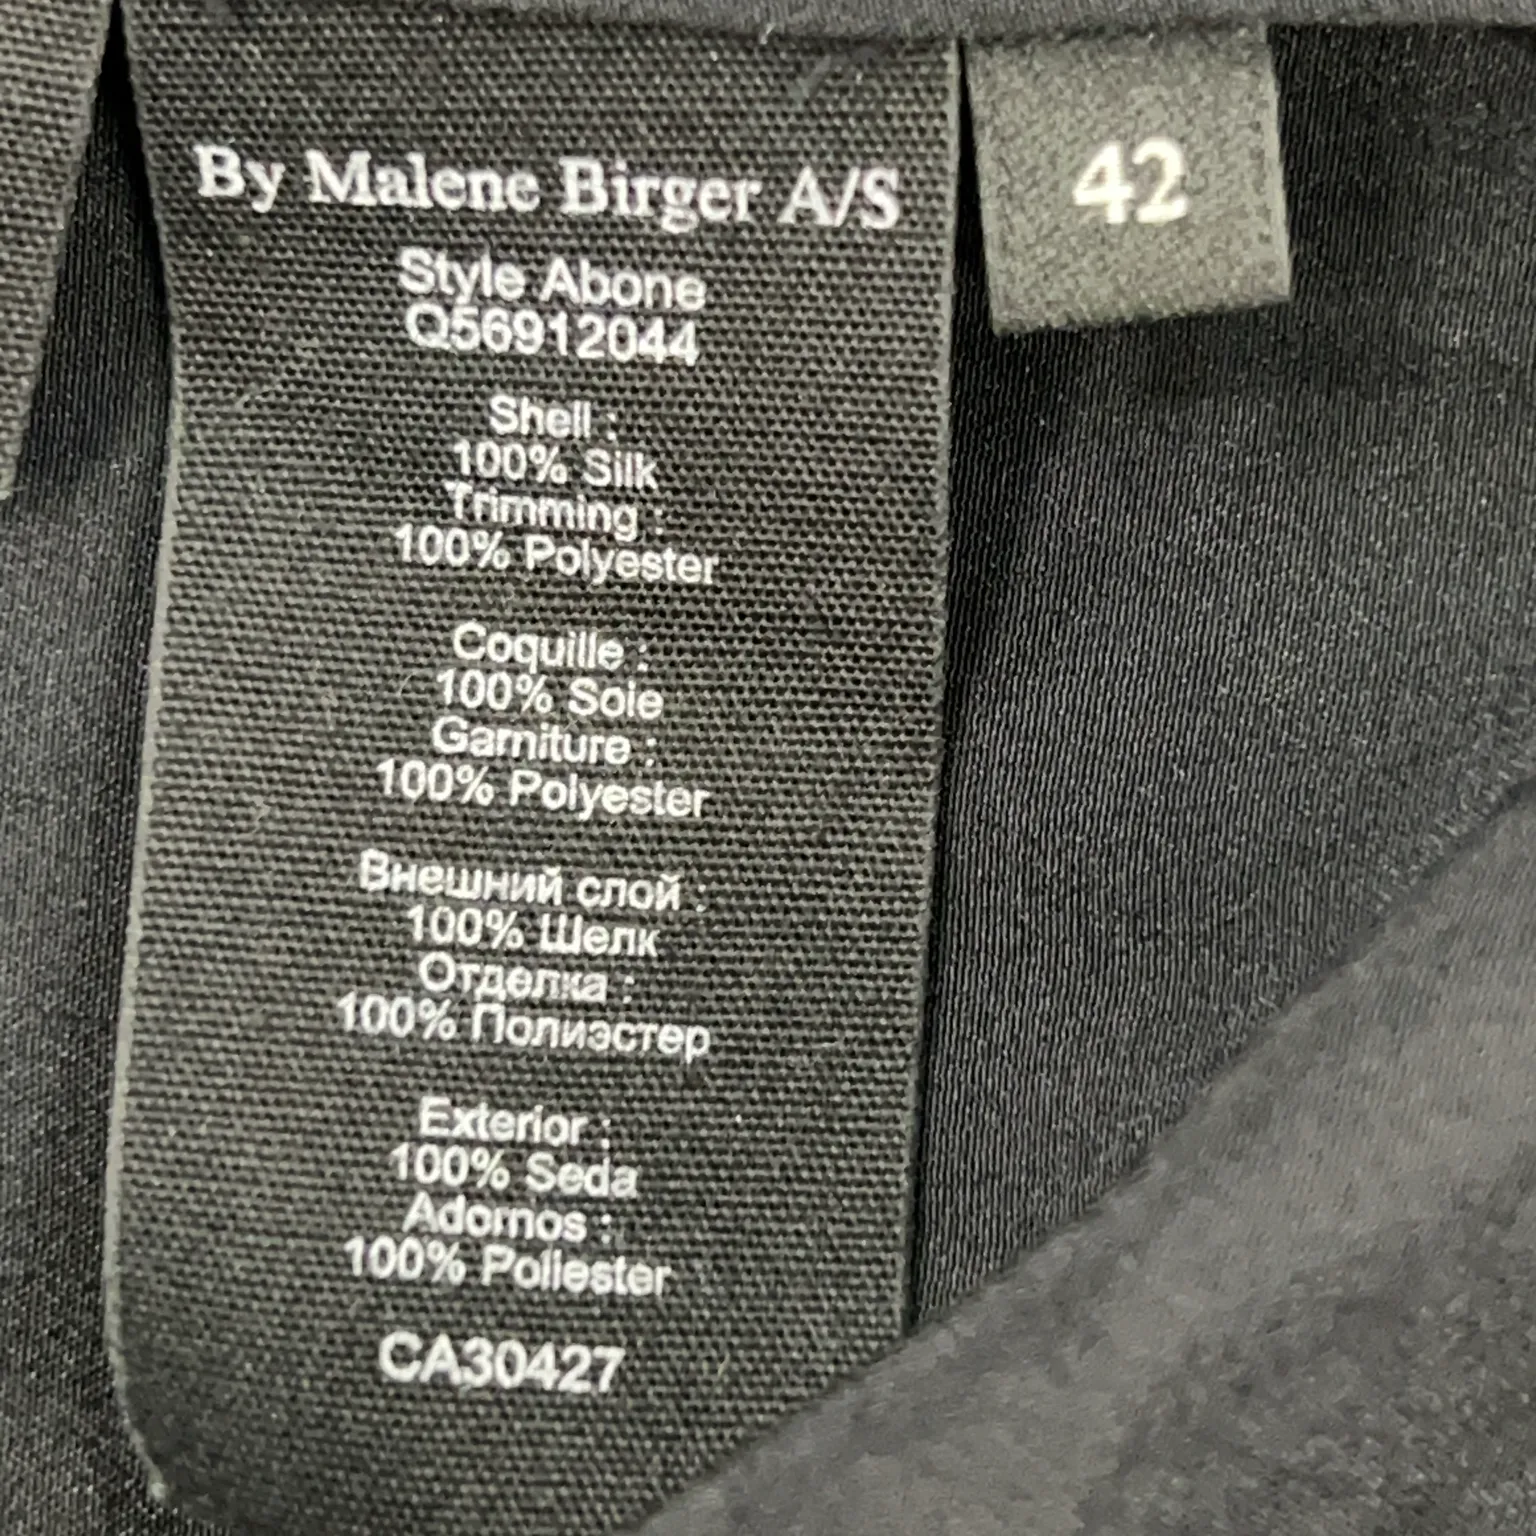 By Malene Birger A/S
42
Style Abone
Q56912044
Shell :
100% Silk
Trimming :
100% Polyester
Coquille :
100% Soie
Garniture :
100% Polyester
Внешний слой :
100% Шелк
Отделка :
100% Полиэстер
Exterior :
100% Seda
Adornos :
100% Poliester
CA30427